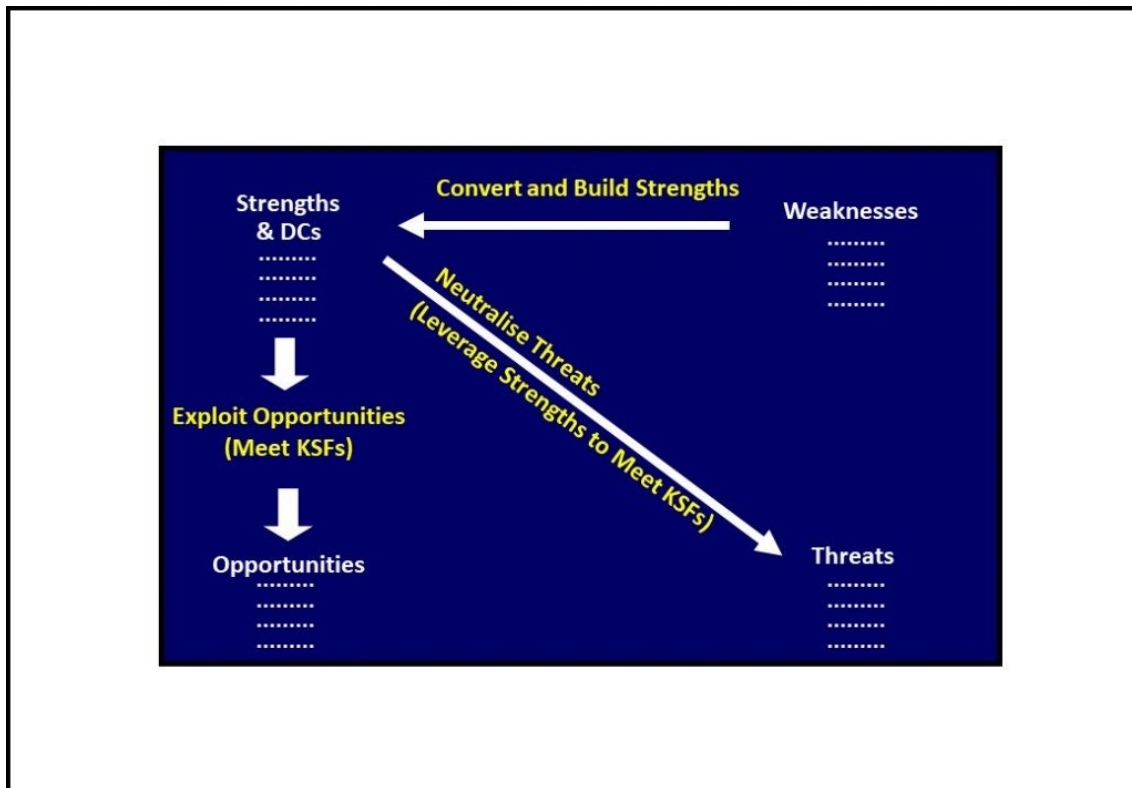 Convert and Build Strengths
Strengths
& DCs
.........
.........
.........
.........
Weaknesses
.........
.........
.........
.........
Neutralise Threats
(Leverage Strengths to Meet KSFs)
Exploit Opportunities
(Meet KSFs)
Opportunities
.........
.........
.........
.........
Threats
.........
.........
.........
.........